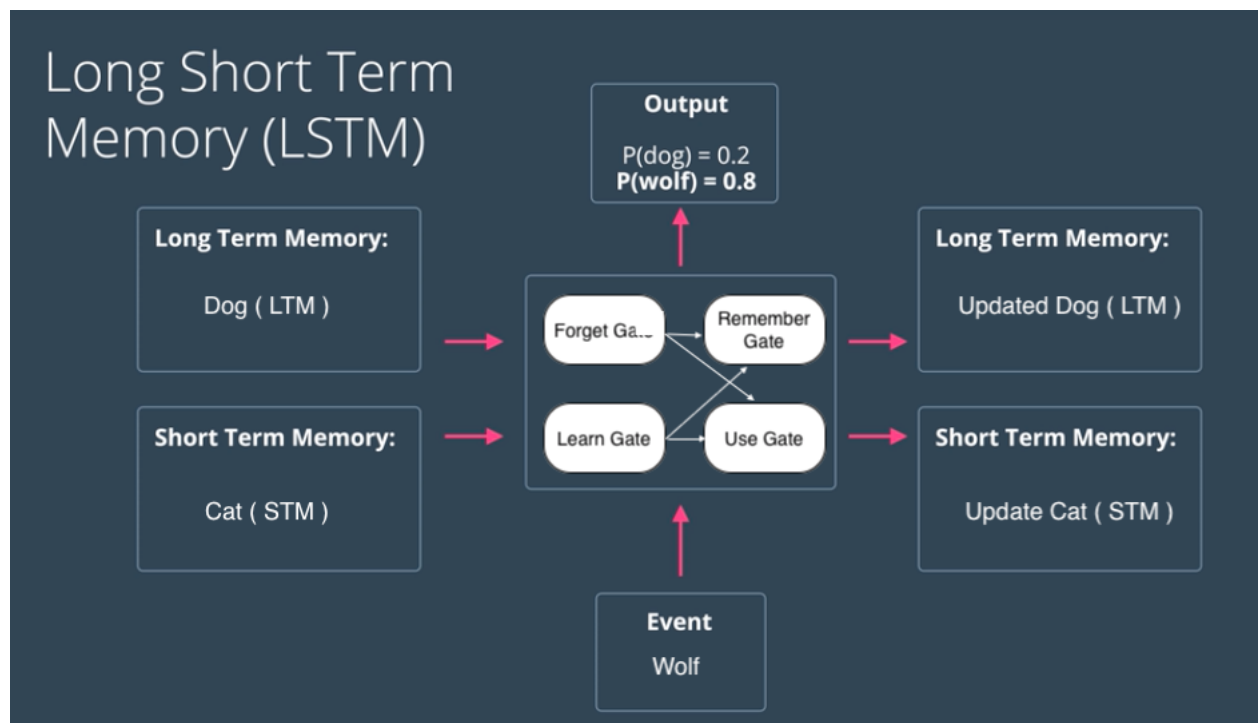 Long Short Term
Memory (LSTM)
Output
P(dog) = 0.2
P(wolf) = 0.8
Long Term Memory:
Dog ( LTM )
Short Term Memory:
Cat ( STM )
Forget Ga
Remember
Gate
Learn Gate
Use Gate
Long Term Memory:
Updated Dog ( LTM )
Short Term Memory:
Update Cat ( STM )
Event
Wolf